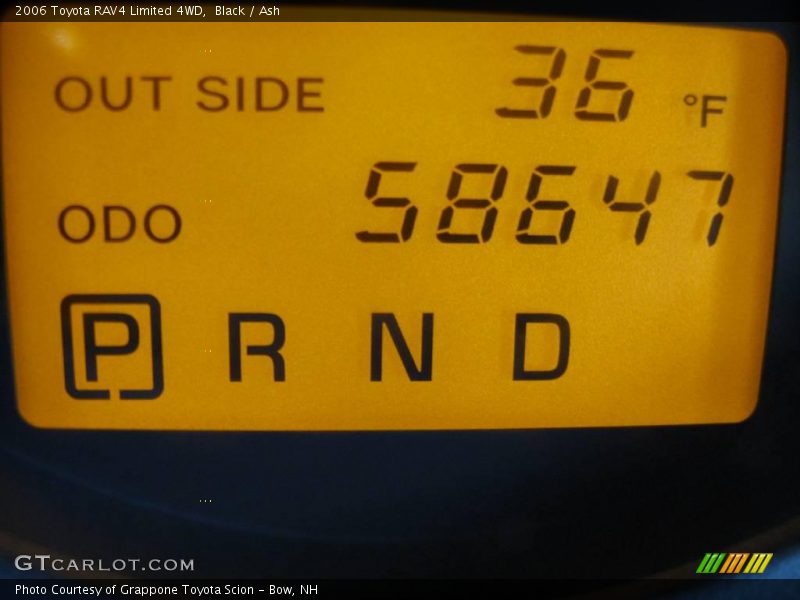 2006 Toyota RAV4 Limited 4WD,  Black / Ash
OUT SIDE 36 °F
ODO 58647
P R N D
GTCARLOT.COM
Photo Courtesy of Grappone Toyota Scion - Bow, NH